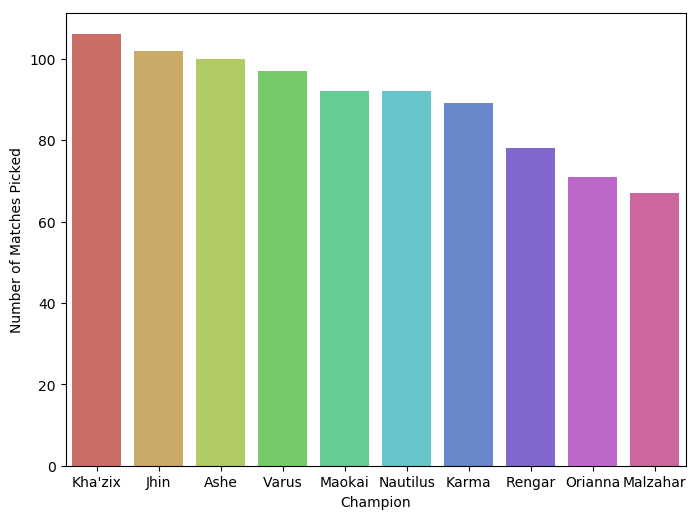 Number of Matches Picked
100
80
60
40
20
0
Kha'zix Jhin Ashe Varus Maokai Nautilus Karma Rengar Orianna Malzahar
Champion